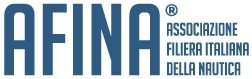 AFINA®
ASSOCIAZIONE
FILIERA ITALIANA
DELLA NAUTICA